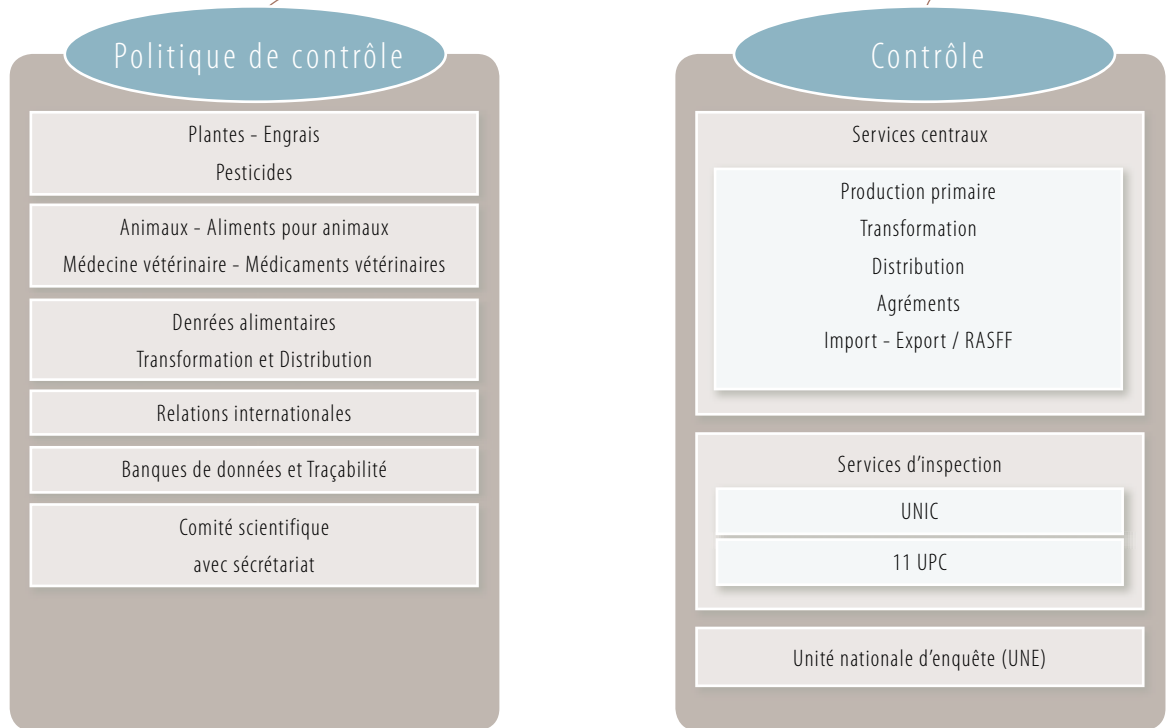 Politique de contrôle
Plantes - Engrais
Pesticides
Animaux - Aliments pour animaux
Médecine vétérinaire - Médicaments vétérinaires
Denrées alimentaires
Transformation et Distribution
Relations internationales
Banques de données et Traçabilité
Comité scientifique
avec sécrétariat
Contrôle
Services centraux
Production primaire
Transformation
Distribution
Agréments
Import - Export / RASFF
Services d'inspection
UNIC
11 UPC
Unité nationale d'enquête (UNE)